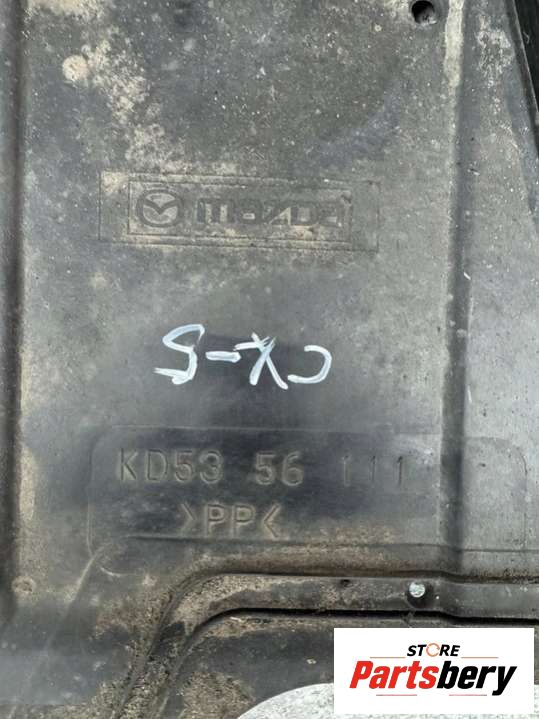 mazda
CX-5
KD53 56 111
>PP<
STORE
Partsbery